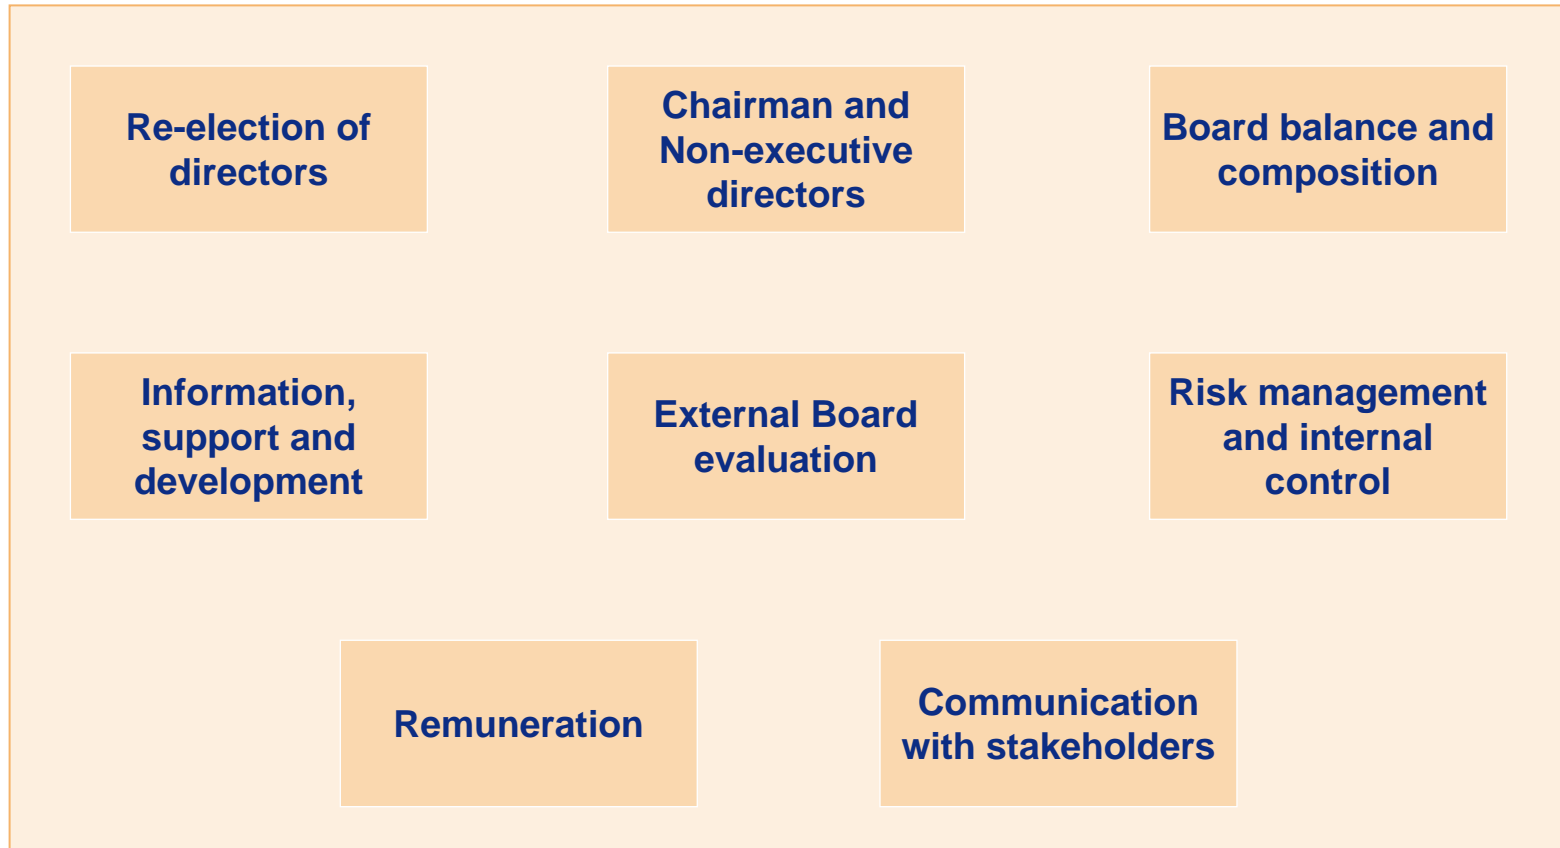 Re-election of
directors
Chairman and
Non-executive
directors
Board balance and
composition
Information,
support and
development
External Board
evaluation
Risk management
and internal
control
Remuneration
Communication
with stakeholders